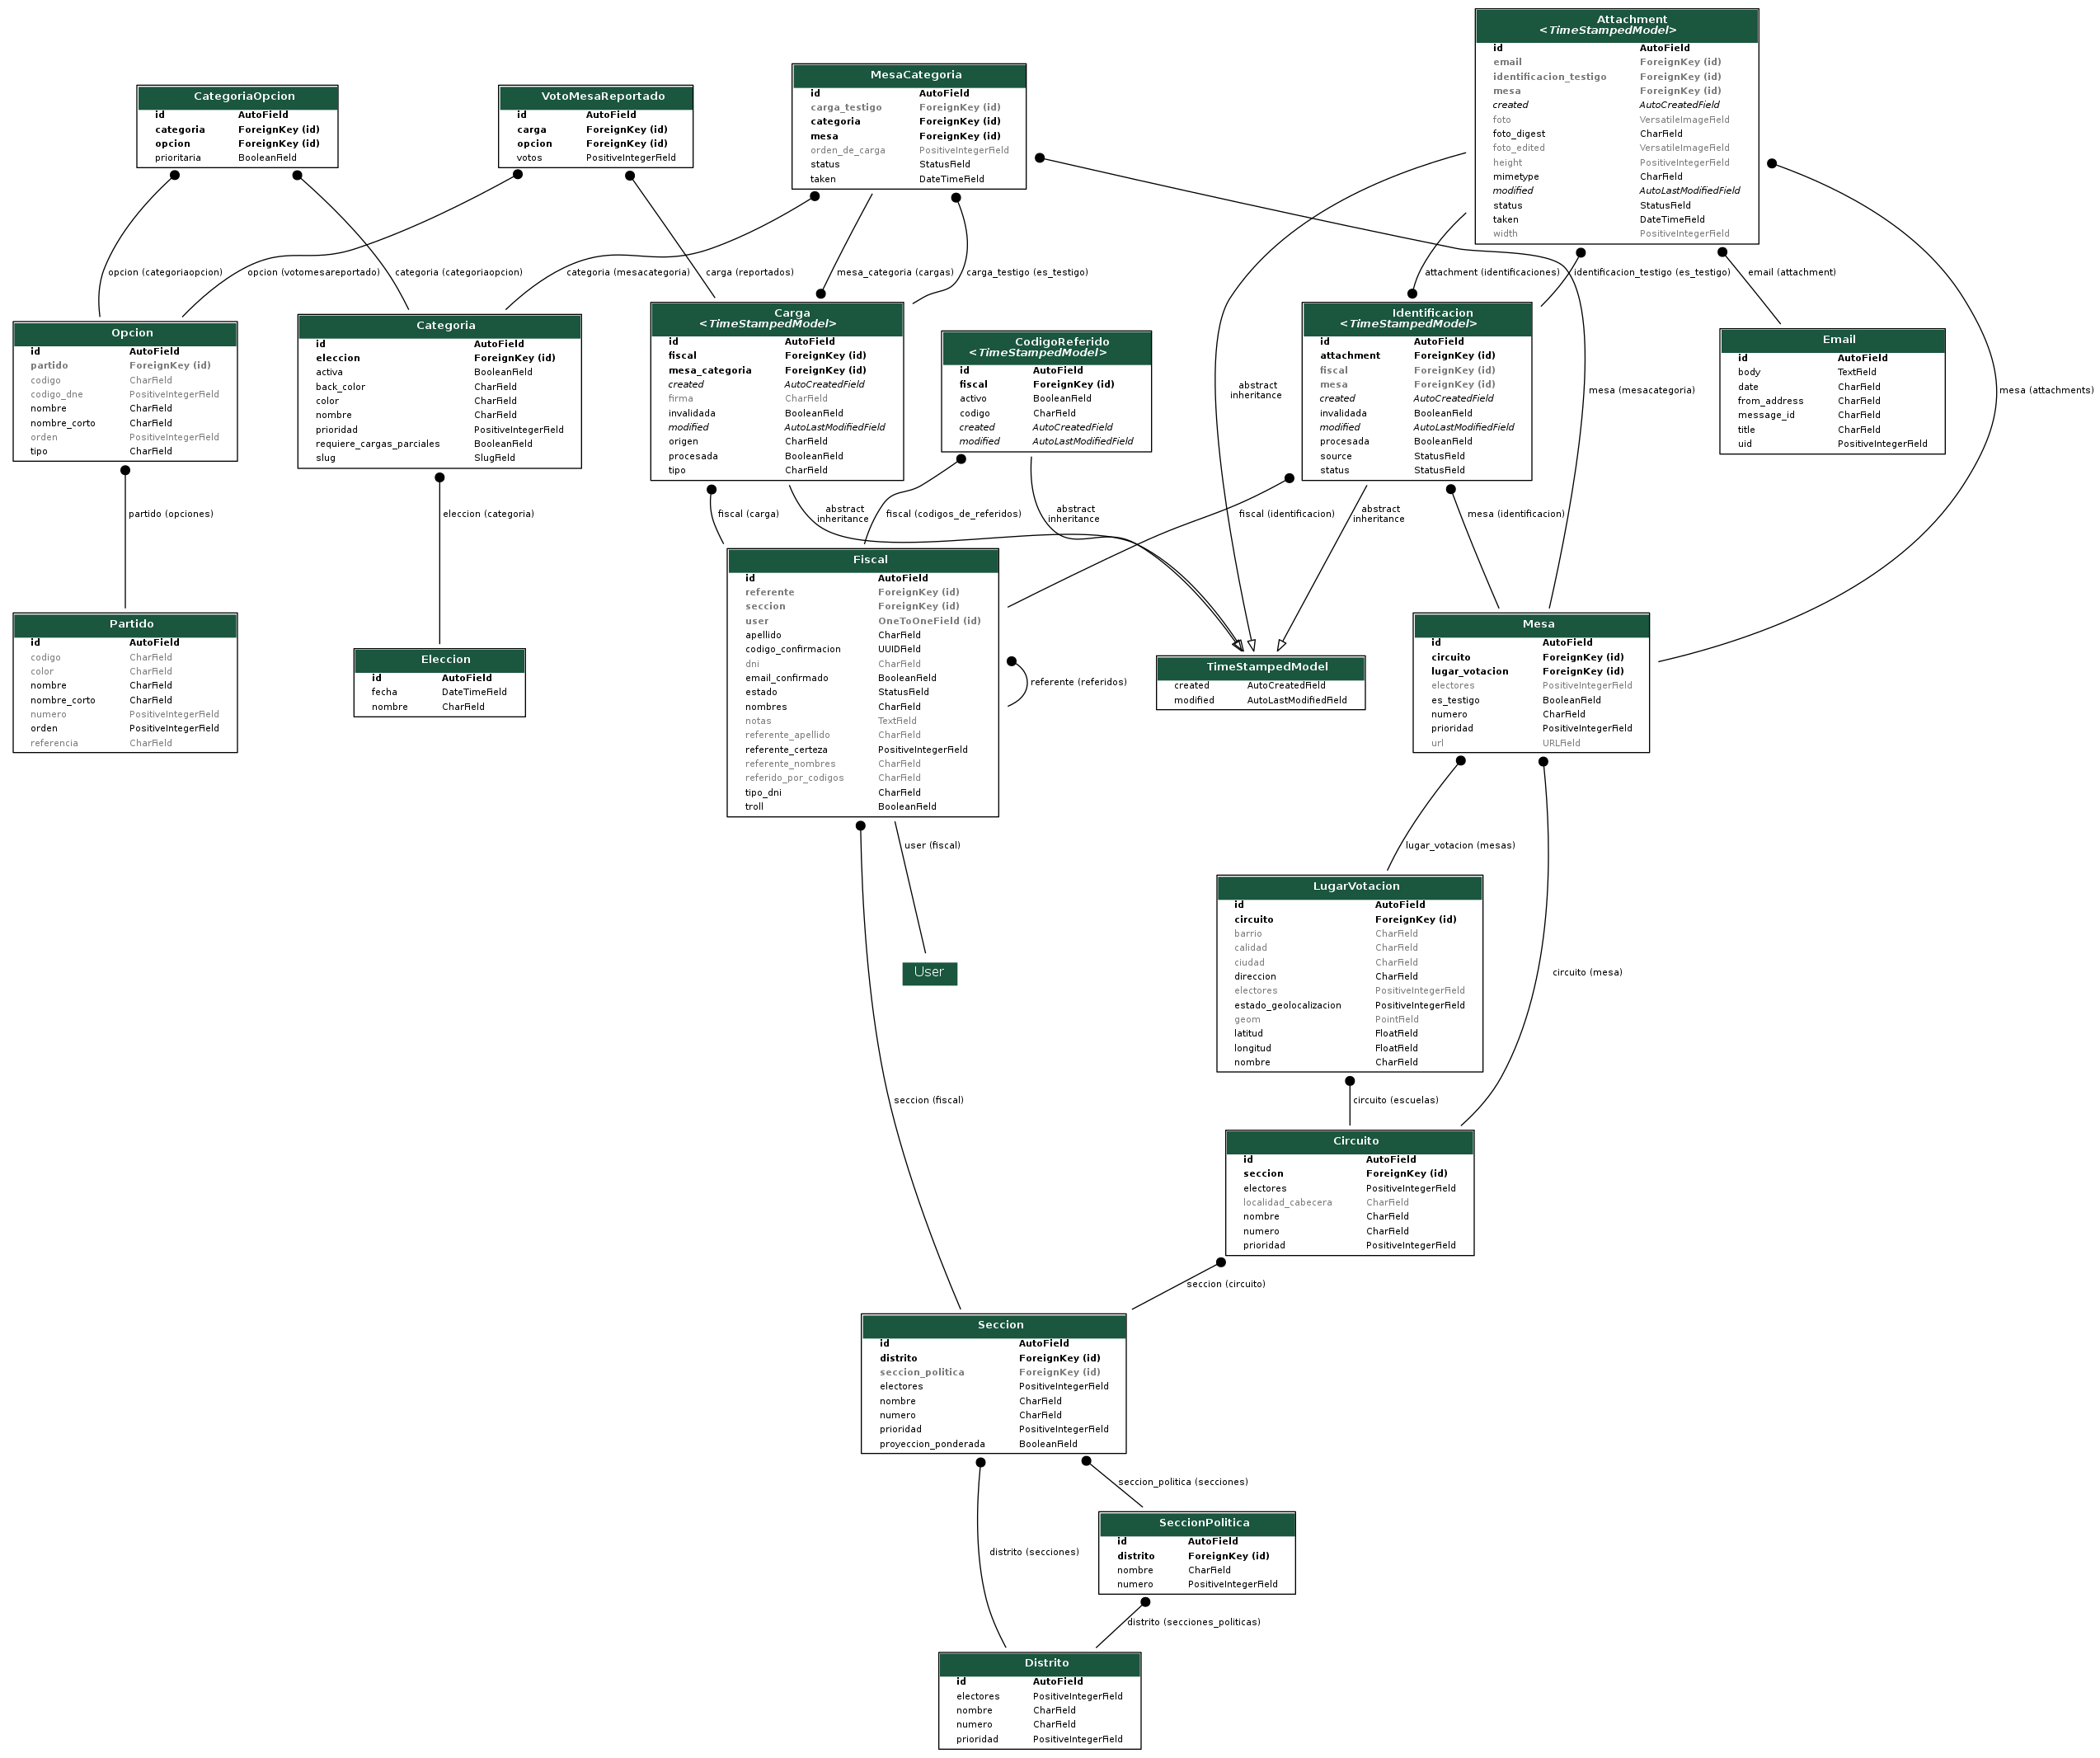 Attachment
<TimeStampedModel>
id AutoField
email ForeignKey (id)
identificacion_testigo ForeignKey (id)
mesa ForeignKey (id)
created AutoCreatedField
foto VersatileImageField
foto_digest CharField
foto_edited VersatileImageField
height PositiveIntegerField
mimetype CharField
modified AutoLastModifiedField
status StatusField
taken DateTimeField
width PositiveIntegerField
MesaCategoria
id AutoField
carga_testigo ForeignKey (id)
categoria ForeignKey (id)
mesa ForeignKey (id)
orden_de_carga PositiveIntegerField
status StatusField
taken DateTimeField
CategoriaOpcion
id AutoField
categoria ForeignKey (id)
opcion ForeignKey (id)
prioritaria BooleanField
VotoMesaReportado
id AutoField
carga ForeignKey (id)
opcion ForeignKey (id)
votos PositiveIntegerField
opcion (categoriaopcion)
opcion (votomesareportado)
categoria (categoriaopcion)
categoria (mesacategoria)
carga (reportados)
mesa_categoria (cargas)
carga_testigo (es_testigo)
attachment (identificaciones)
identificacion_testigo (es_testigo)
email (attachment)
Opcion
id AutoField
partido ForeignKey (id)
codigo CharField
codigo_dne PositiveIntegerField
nombre CharField
nombre_corto CharField
orden PositiveIntegerField
tipo CharField
Categoria
id AutoField
eleccion ForeignKey (id)
activa BooleanField
back_color CharField
color CharField
nombre CharField
prioridad PositiveIntegerField
requiere_cargas_parciales BooleanField
slug SlugField
Carga
<TimeStampedModel>
id AutoField
fiscal ForeignKey (id)
mesa_categoria ForeignKey (id)
created AutoCreatedField
firma CharField
invalidada BooleanField
modified AutoLastModifiedField
origen CharField
procesada BooleanField
tipo CharField
CodigoReferido
<TimeStampedModel>
id AutoField
fiscal ForeignKey (id)
activo BooleanField
codigo CharField
created AutoCreatedField
modified AutoLastModifiedField
abstract
inheritance
Identificacion
<TimeStampedModel>
id AutoField
attachment ForeignKey (id)
fiscal ForeignKey (id)
mesa ForeignKey (id)
created AutoCreatedField
invalidada BooleanField
modified AutoLastModifiedField
procesada BooleanField
source StatusField
status StatusField
mesa (mesacategoria)
Email
id AutoField
body TextField
date CharField
from_address CharField
message_id CharField
title CharField
uid PositiveIntegerField
mesa (attachments)
partido (opciones)
eleccion (categoria)
fiscal (carga)
abstract
inheritance
fiscal (codigos_de_referidos)
abstract
inheritance
fiscal (identificacion)
abstract
inheritance
mesa (identificacion)
Partido
id AutoField
codigo CharField
color CharField
nombre CharField
nombre_corto CharField
numero PositiveIntegerField
orden PositiveIntegerField
referencia CharField
Eleccion
id AutoField
fecha DateTimeField
nombre CharField
Fiscal
id AutoField
referente ForeignKey (id)
seccion ForeignKey (id)
user OneToOneField (id)
apellido CharField
codigo_confirmacion UUIDField
dni CharField
email_confirmado BooleanField
estado StatusField
nombres CharField
notas TextField
referente_apellido CharField
referente_certeza PositiveIntegerField
referente_nombres CharField
referido_por_codigos CharField
tipo_dni CharField
troll BooleanField
referente (referidos)
TimeStampedModel
created AutoCreatedField
modified AutoLastModifiedField
Mesa
id AutoField
circuito ForeignKey (id)
lugar_votacion ForeignKey (id)
electores PositiveIntegerField
es_testigo BooleanField
numero CharField
prioridad PositiveIntegerField
url URLField
user (fiscal)
lugar_votacion (mesas)
User
LugarVotacion
id AutoField
circuito ForeignKey (id)
barrio CharField
calidad CharField
ciudad CharField
direccion CharField
electores PositiveIntegerField
estado_geolocalizacion PositiveIntegerField
geom PointField
latitud FloatField
longitud FloatField
nombre CharField
circuito (mesa)
seccion (fiscal)
circuito (escuelas)
Circuito
id AutoField
seccion ForeignKey (id)
electores PositiveIntegerField
localidad_cabecera CharField
nombre CharField
numero CharField
prioridad PositiveIntegerField
seccion (circuito)
Seccion
id AutoField
distrito ForeignKey (id)
seccion_politica ForeignKey (id)
electores PositiveIntegerField
nombre CharField
numero CharField
prioridad PositiveIntegerField
proyeccion_ponderada BooleanField
seccion_politica (secciones)
distrito (secciones)
SeccionPolitica
id AutoField
distrito ForeignKey (id)
nombre CharField
numero PositiveIntegerField
distrito (secciones_politicas)
Distrito
id AutoField
electores PositiveIntegerField
nombre CharField
numero CharField
prioridad PositiveIntegerField